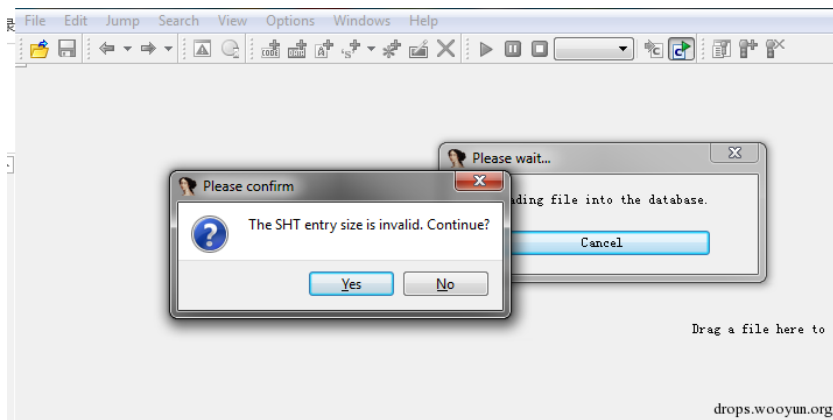 File Edit Jump Search View Options Windows Help
Please wait...
Please confirm
ading file into the database.
The SHT entry size is invalid. Continue?
Cancel
Yes No
Drag a file here to
drops.wooyun.org